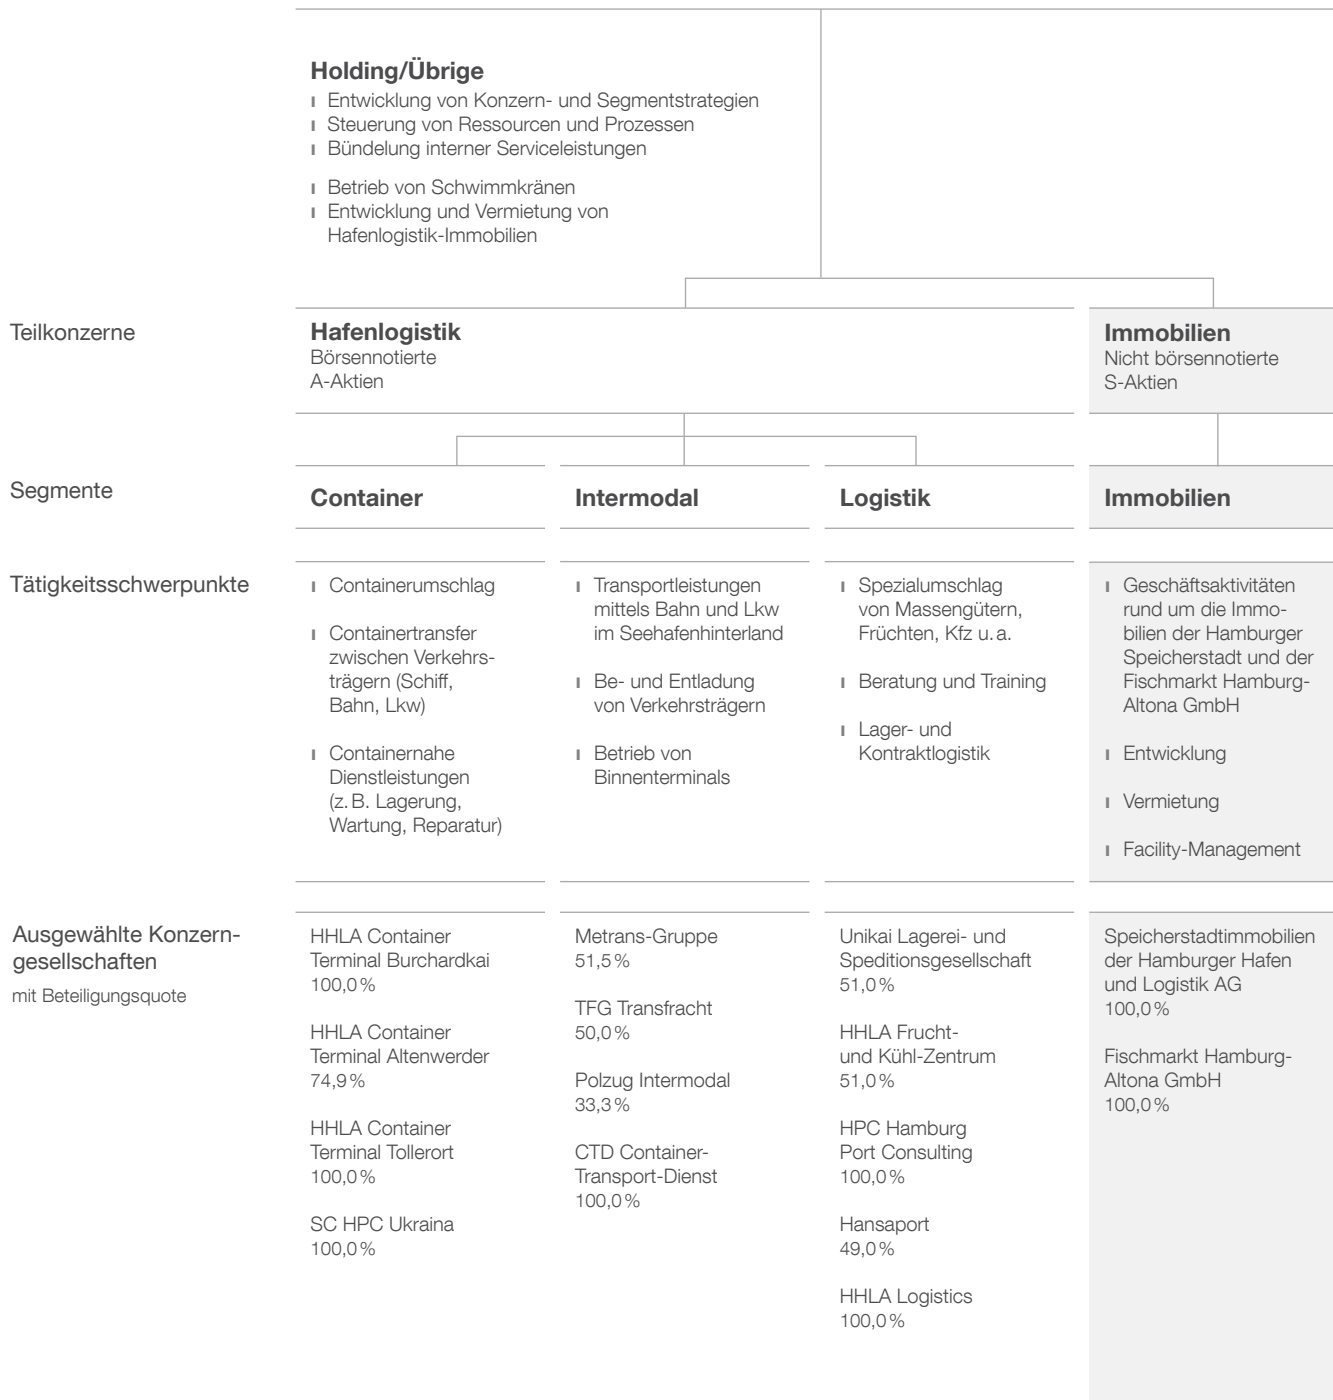 Holding/Übrige
Entwicklung von Konzern- und Segmentstrategien
Steuerung von Ressourcen und Prozessen
Bündelung interner Serviceleistungen
Betrieb von Schwimmkränen
Entwicklung und Vermietung von
Hafenlogistik-Immobilien
Teilkonzerne
Hafenlogistik
Börsennotierte
A-Aktien
Immobilien
Nicht börsennotierte
S-Aktien
Segmente
Container
Intermodal
Logistik
Immobilien
Tätigkeitsschwerpunkte
Containerumschlag
Containertransfer
zwischen Verkehrs-
trägern (Schiff,
Bahn, Lkw)
Containernahe
Dienstleistungen
(z. B. Lagerung,
Wartung, Reparatur)
Transportleistungen
mittels Bahn und Lkw
im Seehafenhinterland
Be- und Entladung
von Verkehrsträgern
Betrieb von
Binnenterminals
Spezialumschlag
von Massengütern,
Früchten, Kfz u. a.
Beratung und Training
Lager- und
Kontraktlogistik
Geschäftsaktivitäten
rund um die Immo-
bilien der Hamburger
Speicherstadt und der
Fischmarkt Hamburg-
Altona GmbH
Entwicklung
Vermietung
Facility-Management
Ausgewählte Konzern-
gesellschaften
mit Beteiligungsquote
HHLA Container
Terminal Burchardkai
100,0 %
HHLA Container
Terminal Altenwerder
74,9 %
HHLA Container
Terminal Tollerort
100,0 %
SC HPC Ukraina
100,0 %
Metrans-Gruppe
51,5 %
TFG Transfracht
50,0 %
Polzug Intermodal
33,3 %
CTD Container-
Transport-Dienst
100,0 %
Unikai Lagerei- und
Speditionsgesellschaft
51,0 %
HHLA Frucht-
und Kühl-Zentrum
51,0 %
HPC Hamburg
Port Consulting
100,0 %
Hansaport
49,0 %
HHLA Logistics
100,0 %
Speicherstadtimmobilien
der Hamburger Hafen
und Logistik AG
100,0 %
Fischmarkt Hamburg-
Altona GmbH
100,0 %